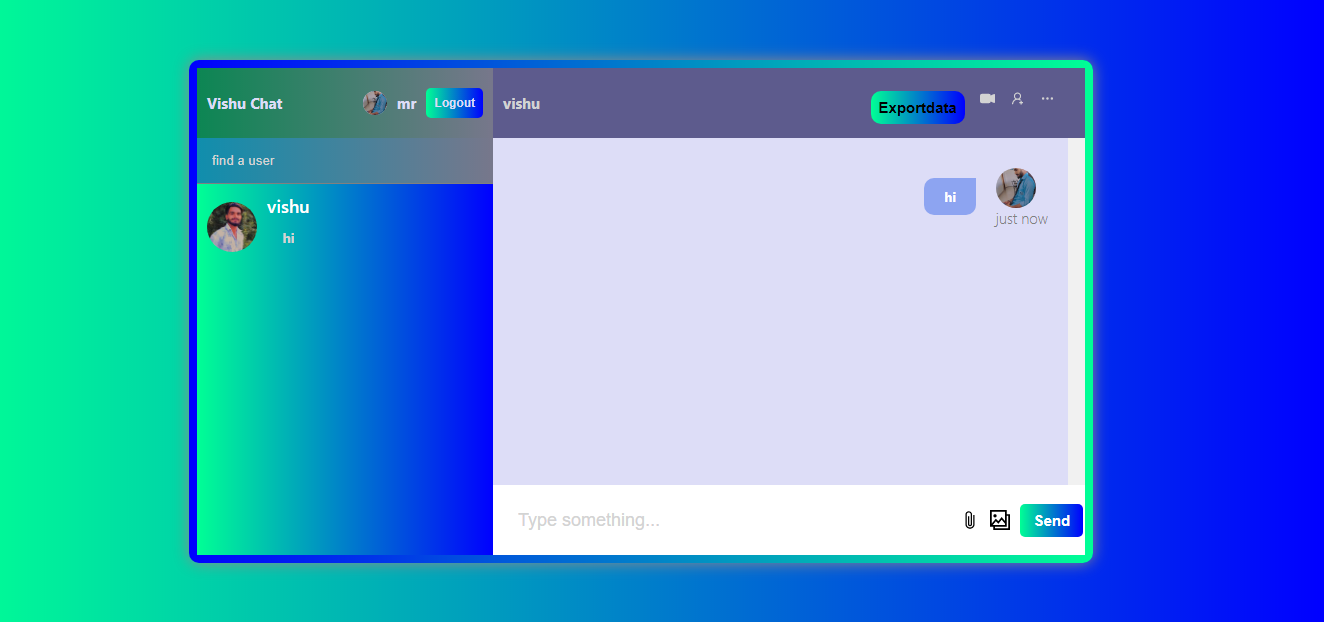 Vishu Chat
mr
Logout
find a user
vishu
hi
vishu
Exportdata
hi
just now
Type something...
Send